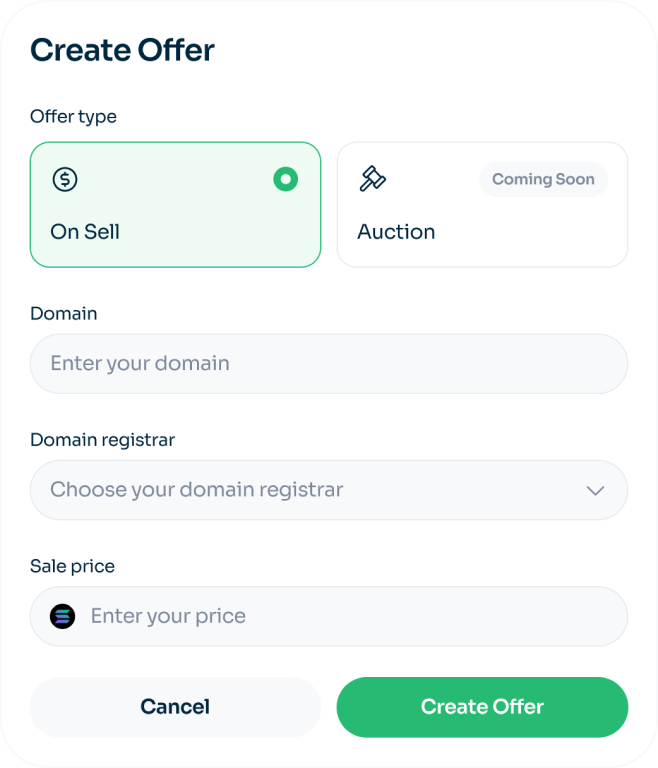 Create Offer
Offer type
Coming Soon
On Sell
Auction
Domain
Enter your domain
Domain registrar
Choose your domain registrar
Sale price
Enter your price
Cancel
Create Offer